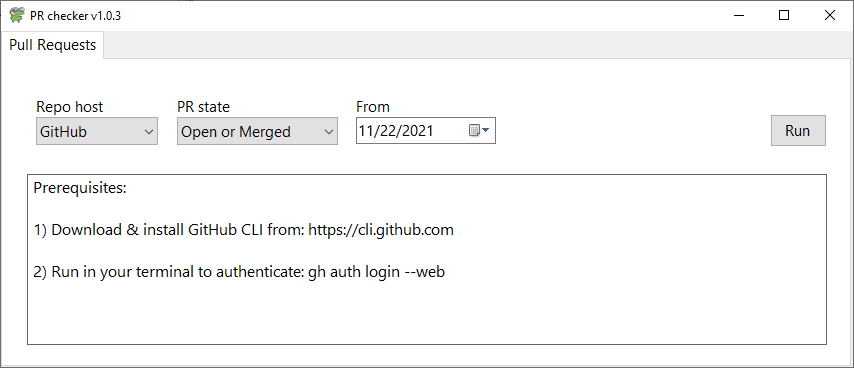 PR checker v1.0.3
Pull Requests
Repo host PR state From
GitHub Open or Merged 11/22/2021 Run
Prerequisites:
1) Download & install GitHub CLI from: https://cli.github.com
2) Run in your terminal to authenticate: gh auth login --web